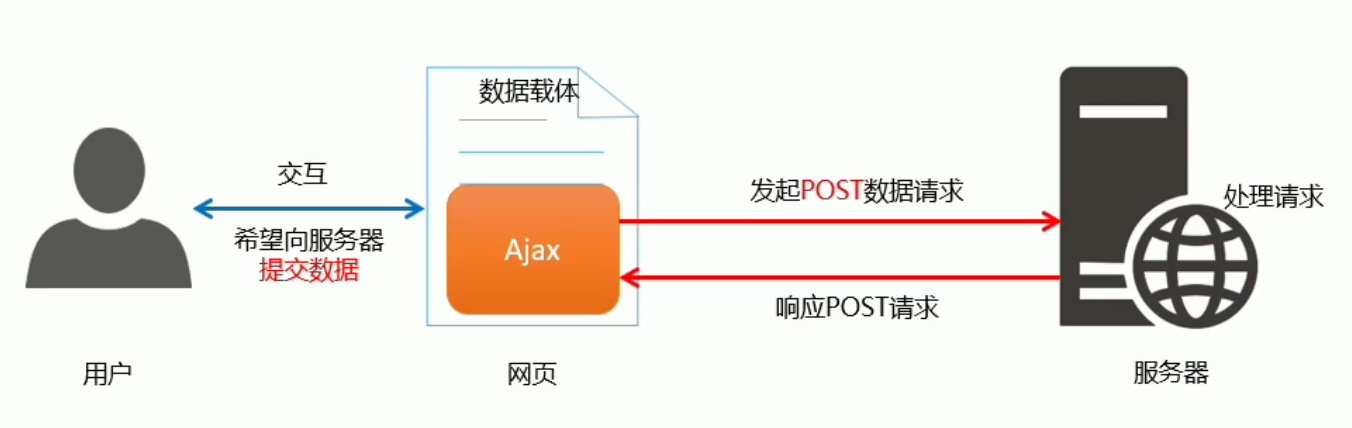 数据载体
交互
希望向服务器
提交数据
Ajax
发起POST数据请求
响应POST请求
处理请求
用户
网页
服务器